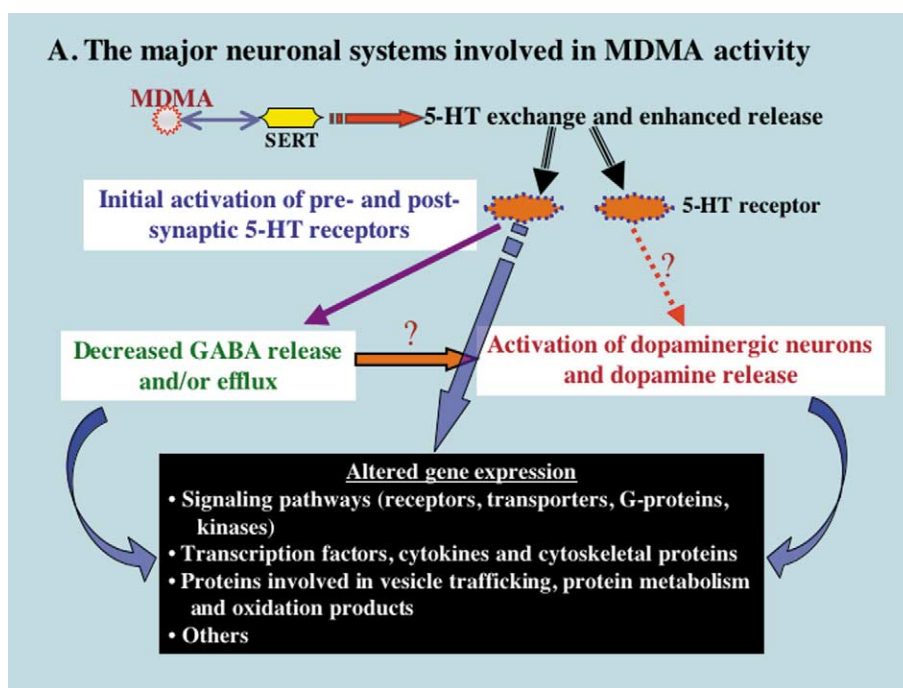 A. The major neuronal systems involved in MDMA activity
MDMA
SERT
5-HT exchange and enhanced release
Initial activation of pre- and post-
synaptic 5-HT receptors
5-HT receptor
?
?
Decreased GABA release
and/or efflux
Activation of dopaminergic neurons
and dopamine release
Altered gene expression
• Signaling pathways (receptors, transporters, G-proteins,
kinases)
• Transcription factors, cytokines and cytoskeletal proteins
• Proteins involved in vesicle trafficking, protein metabolism
and oxidation products
• Others